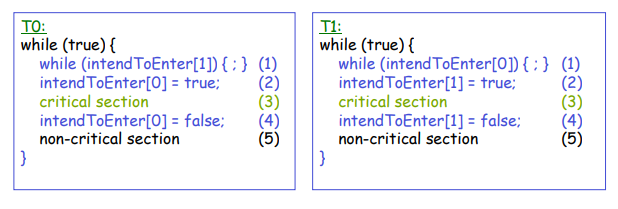 T0:
while (true) {
while (intendToEnter[1]) { ; } (1)
intendToEnter[0] = true; (2)
critical section (3)
intendToEnter[0] = false; (4)
non-critical section (5)
}
T1:
while (true) {
while (intendToEnter[0]) { ; } (1)
intendToEnter[1] = true; (2)
critical section (3)
intendToEnter[1] = false; (4)
non-critical section (5)
}